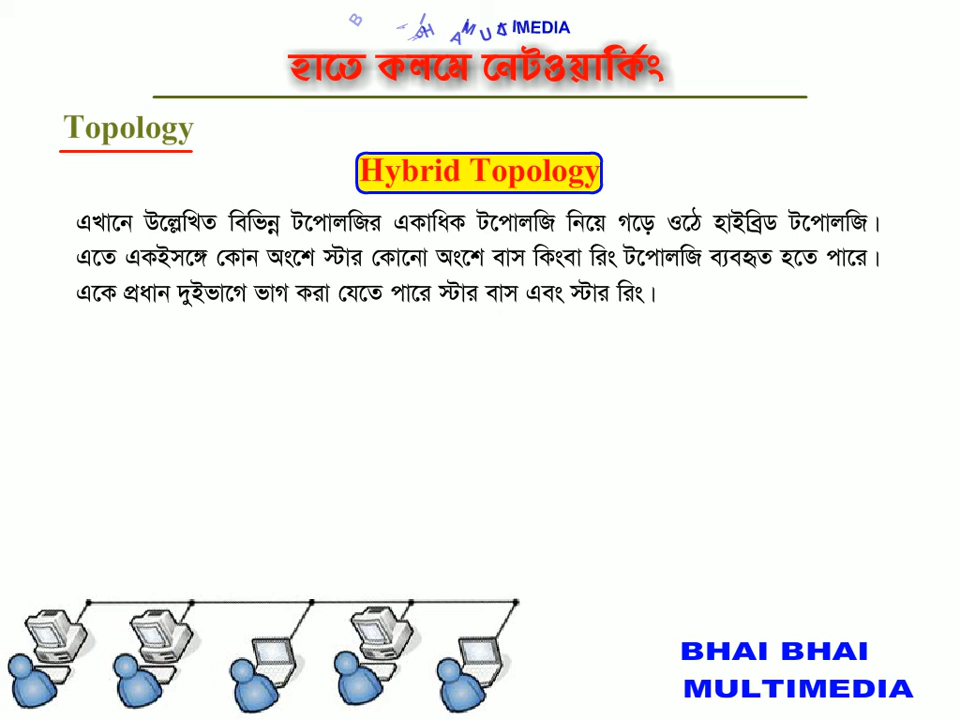 MEDIA
হাতে কলমে নেটওয়ার্কিং
Topology
Hybrid Topology
এখানে উল্লেখিত বিভিন্ন টপোলজির একাধিক টপোলজি নিয়ে গড়ে ওঠে হাইব্রিড টপোলজি।
এতে একইসঙ্গে কোন অংশে স্টার কোনো অংশে বাস কিংবা রিং টপোলজি ব্যবহৃত হতে পারে।
একে প্রধান দুইভাগে ভাগ করা যেতে পারে স্টার বাস এবং স্টার রিং।
BHAI BHAI
MULTIMEDIA